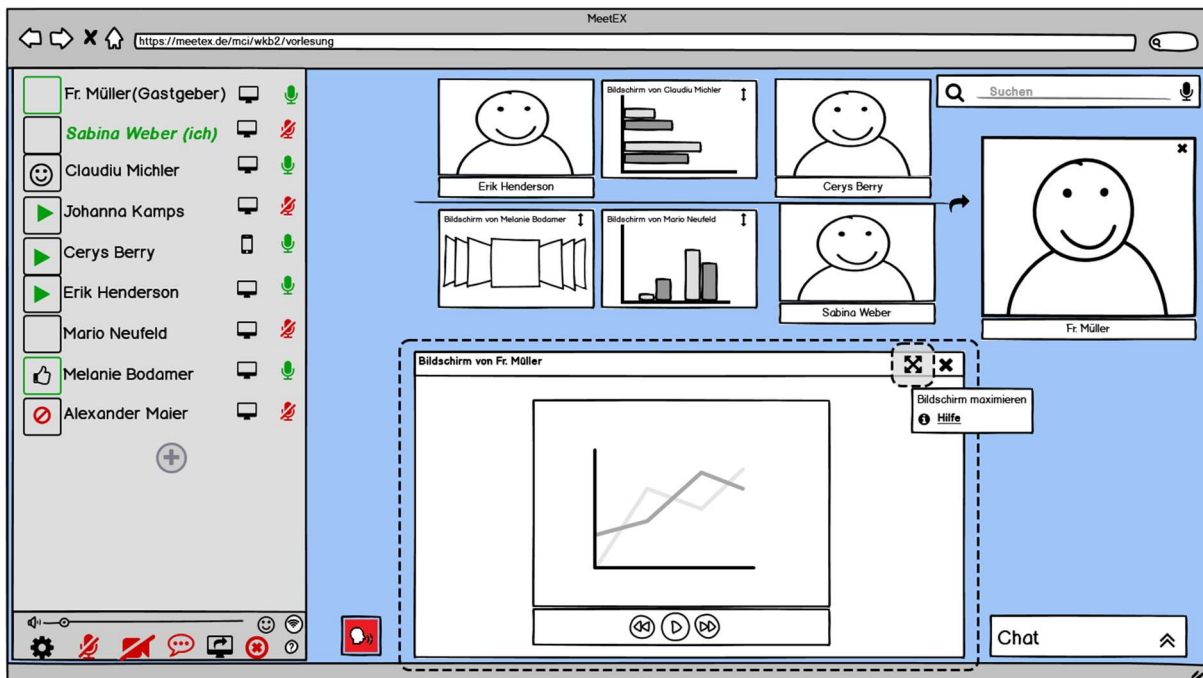 MeetEX
https://meetex.de/mci/wkb2/vorlesung
Fr. Müller(Gastgeber)
Sabina Weber (ich)
Claudiu Michler
Johanna Kamps
Cerys Berry
Erik Henderson
Mario Neufeld
Melanie Bodamer
Alexander Maier
Erik Henderson
Bildschirm von Claudiu Michler
Cerys Berry
Suchen
Bildschirm von Melanie Bodamer
Bildschirm von Mario Neufeld
Sabina Weber
Fr. Müller
Bildschirm von Fr. Müller
Bildschirm maximieren
Hilfe
Chat